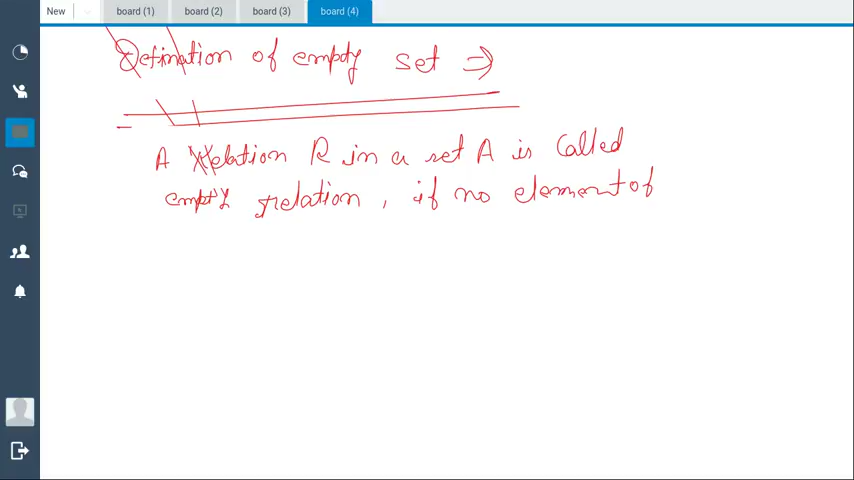 New board (1) board (2) board (3) board (4)
Definition of empty set ⇒
A relation R in a set A is called
empty relation, if no element of